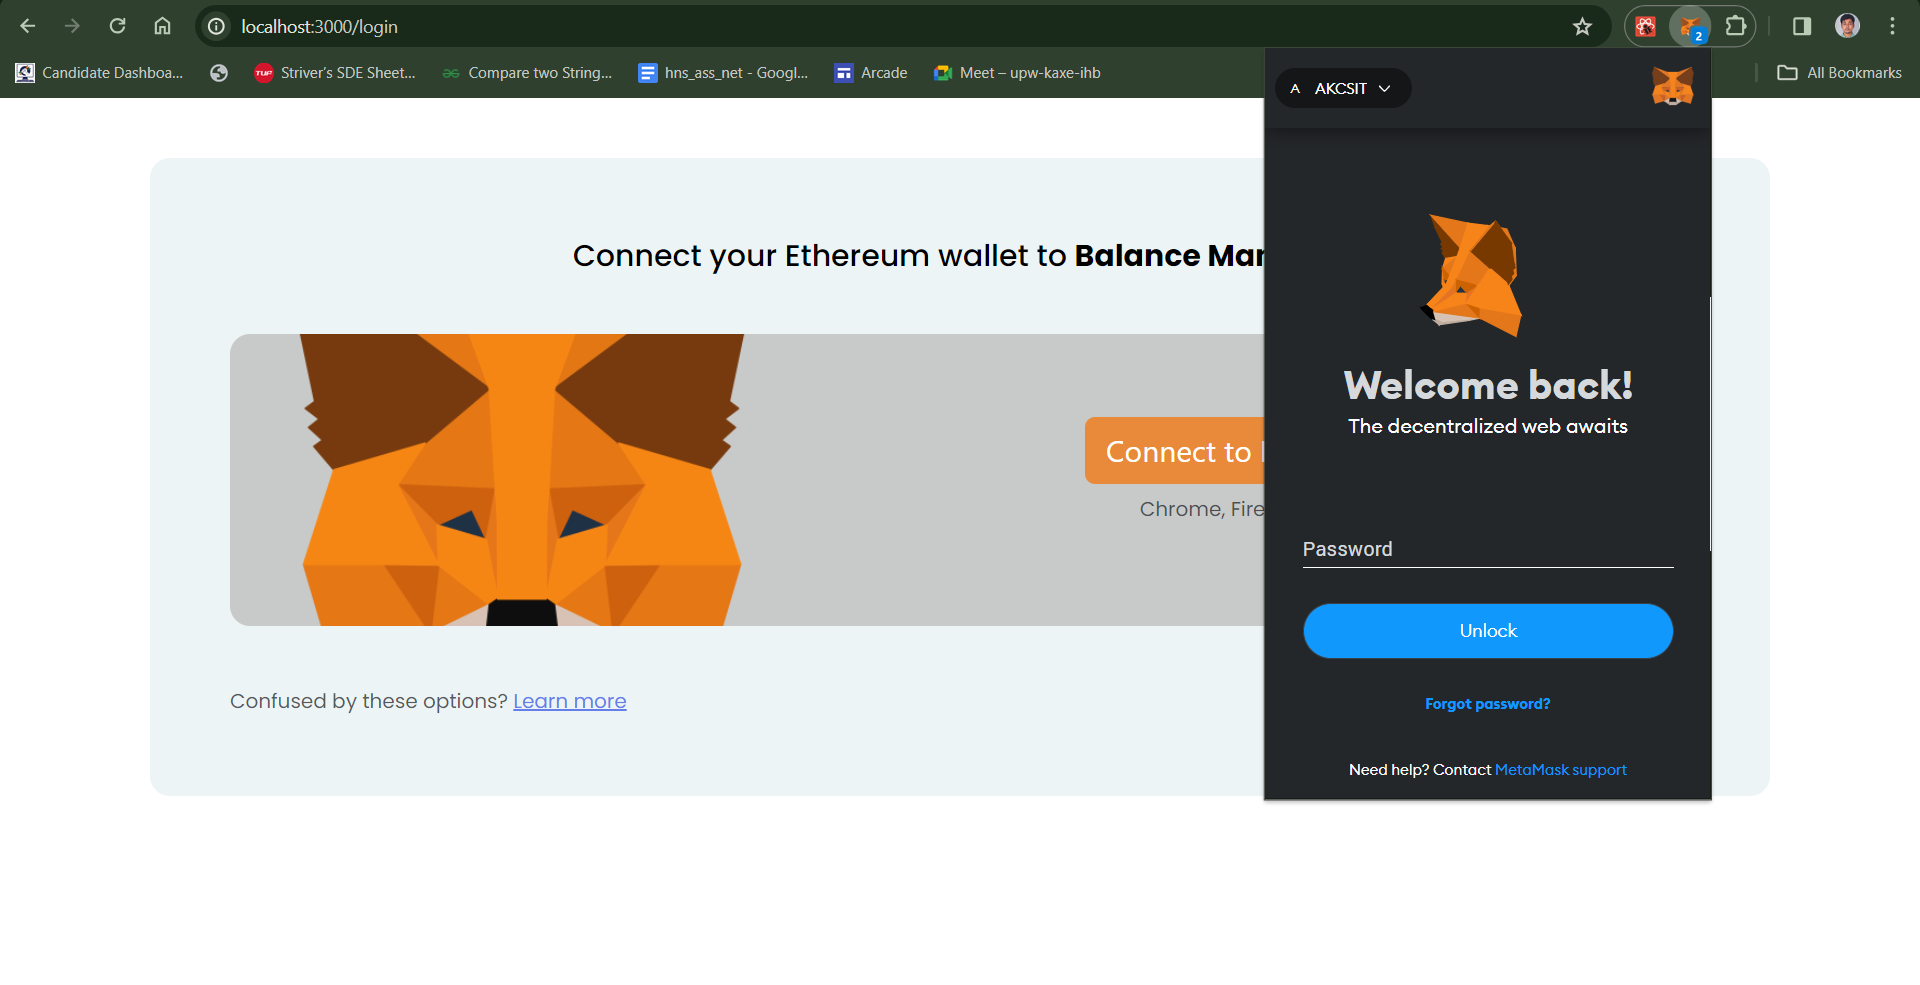 localhost:3000/login
2
Candidate Dashboa...
TUF Striver's SDE Sheet...
Compare two String...
hns_ass_net - Googl...
Arcade
Meet – upw-kaxe-ihb
All Bookmarks
A AKCSIT
Connect your Ethereum wallet to Balance Mar
Connect to
Chrome, Fire
Confused by these options? Learn more
Welcome back!
The decentralized web awaits
Password
Unlock
Forgot password?
Need help? Contact MetaMask support